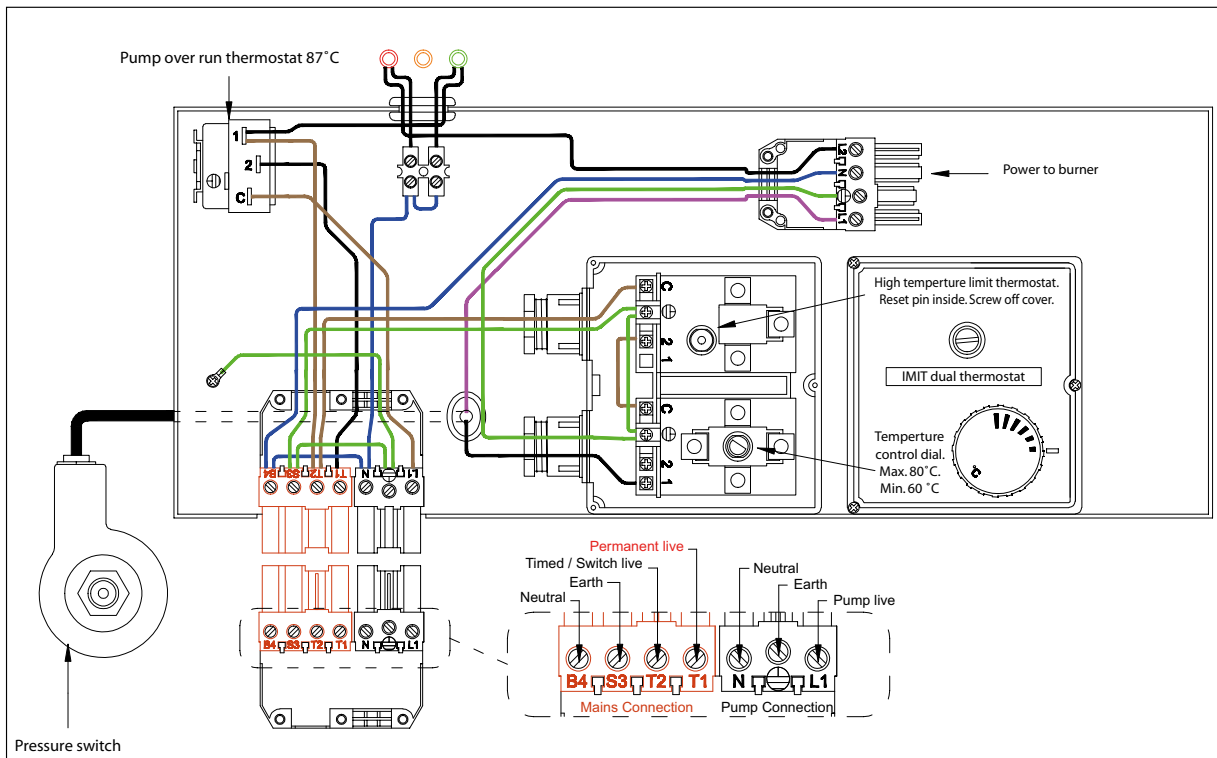 Pump over run thermostat 87˚C
1
2
C
L2
N
L1
Power to burner
C
2
1
C
2
1
High temperture limit thermostat.
Reset pin inside. Screw off cover.
IMIT dual thermostat
Temperture
control dial.
Max. 80˚C.
Min. 60 ˚C
B4 S3 T2 T1 N L1
B4 S3 T2 T1 N L1
Pressure switch
Permanent live
Timed / Switch live
Earth
Neutral
Neutral
Earth
Pump live
B4 S3 T2 T1 N L1
Mains Connection
Pump Connection